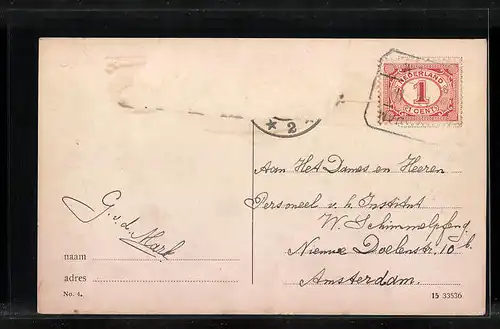 NEDERLAND
1
CENT
* 2
Aan Het Dames en Heeren
Personeel v. h. Instituut
W. Schimmelpfeng
Nieuwe Doelenstr. 10 b.
Amsterdam.
G. v. d. Mark
naam
adres
No. 4.
15 33536